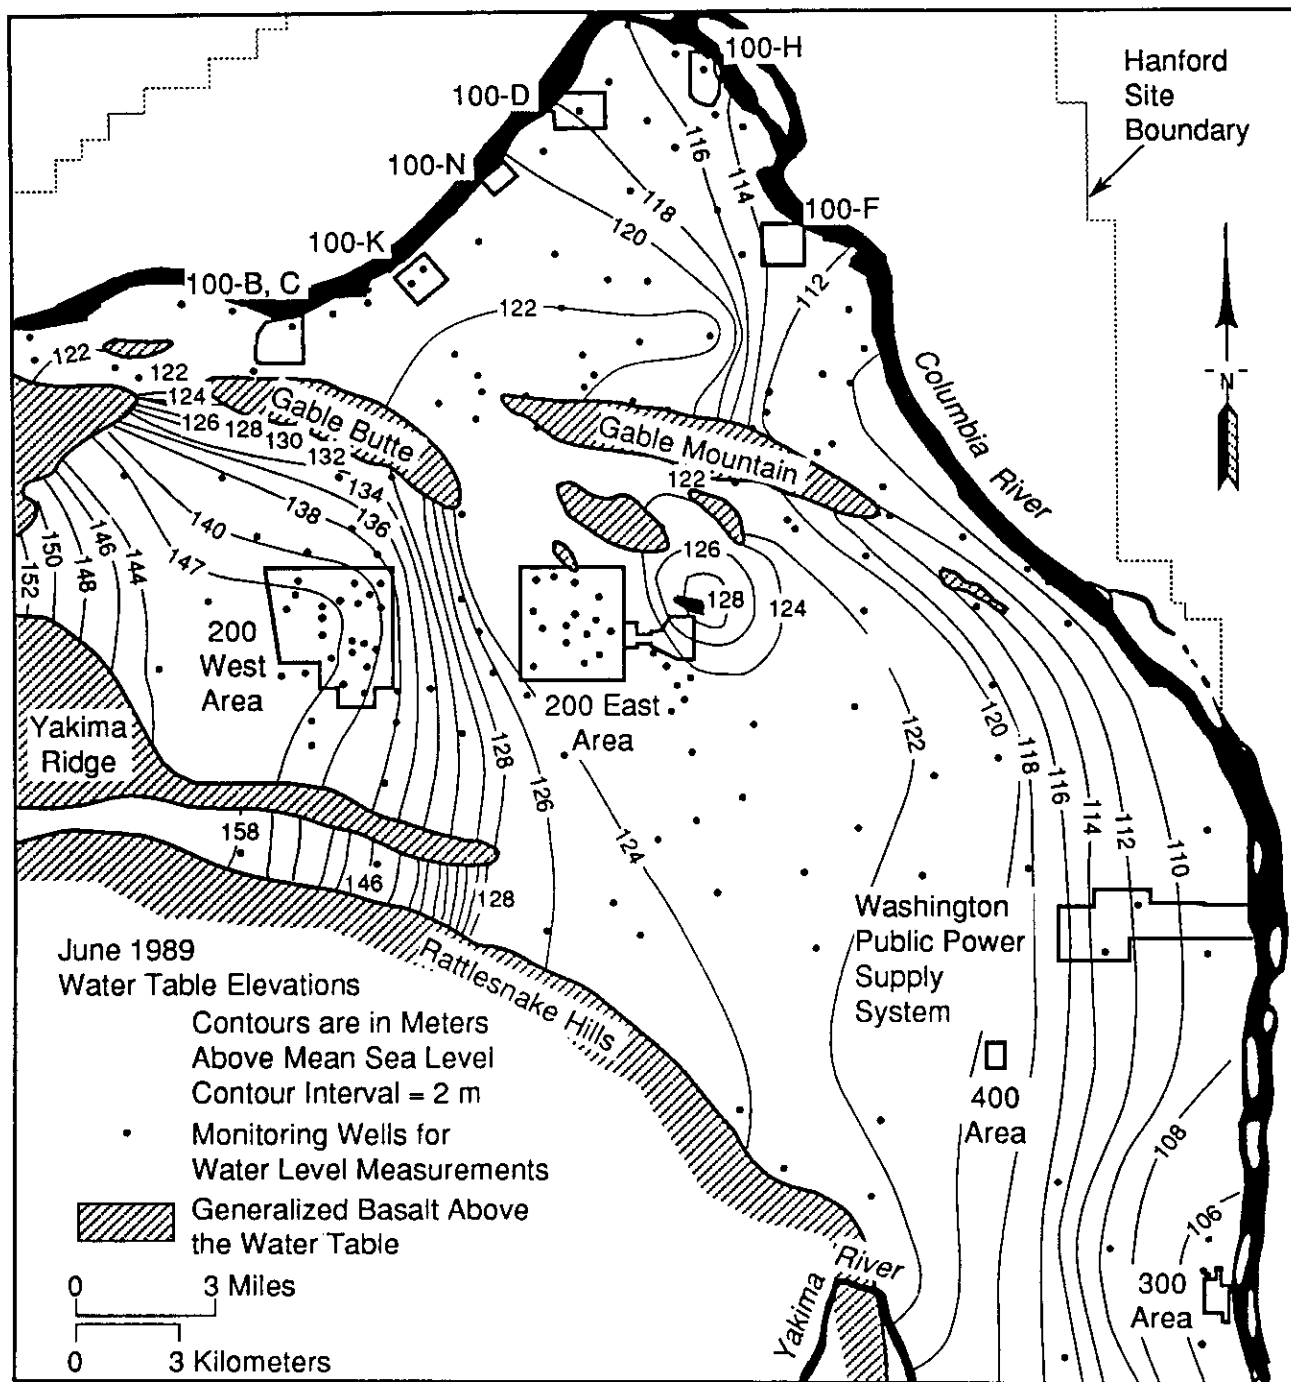 100-H
Hanford
Site
Boundary
100-D
100-N
116
114
118
100-F
120
100-K
112
100-B, C
122
122
122
124
126
128
130
132
134
136
138
140
147
Gable Butte
Gable Mountain
Columbia River
N
122
126
128
124
146
150
144
148
152
200
West
Area
200 East
Area
Yakima
Ridge
128
126
124
122
120
118
116
114
112
110
158
146
128
Washington
Public Power
Supply
System
Rattlesnake Hills
400
Area
108
106
300
Area
Yakima River
June 1989
Water Table Elevations
Contours are in Meters
Above Mean Sea Level
Contour Interval = 2 m
Monitoring Wells for
Water Level Measurements
Generalized Basalt Above
the Water Table
0 3 Miles
0 3 Kilometers